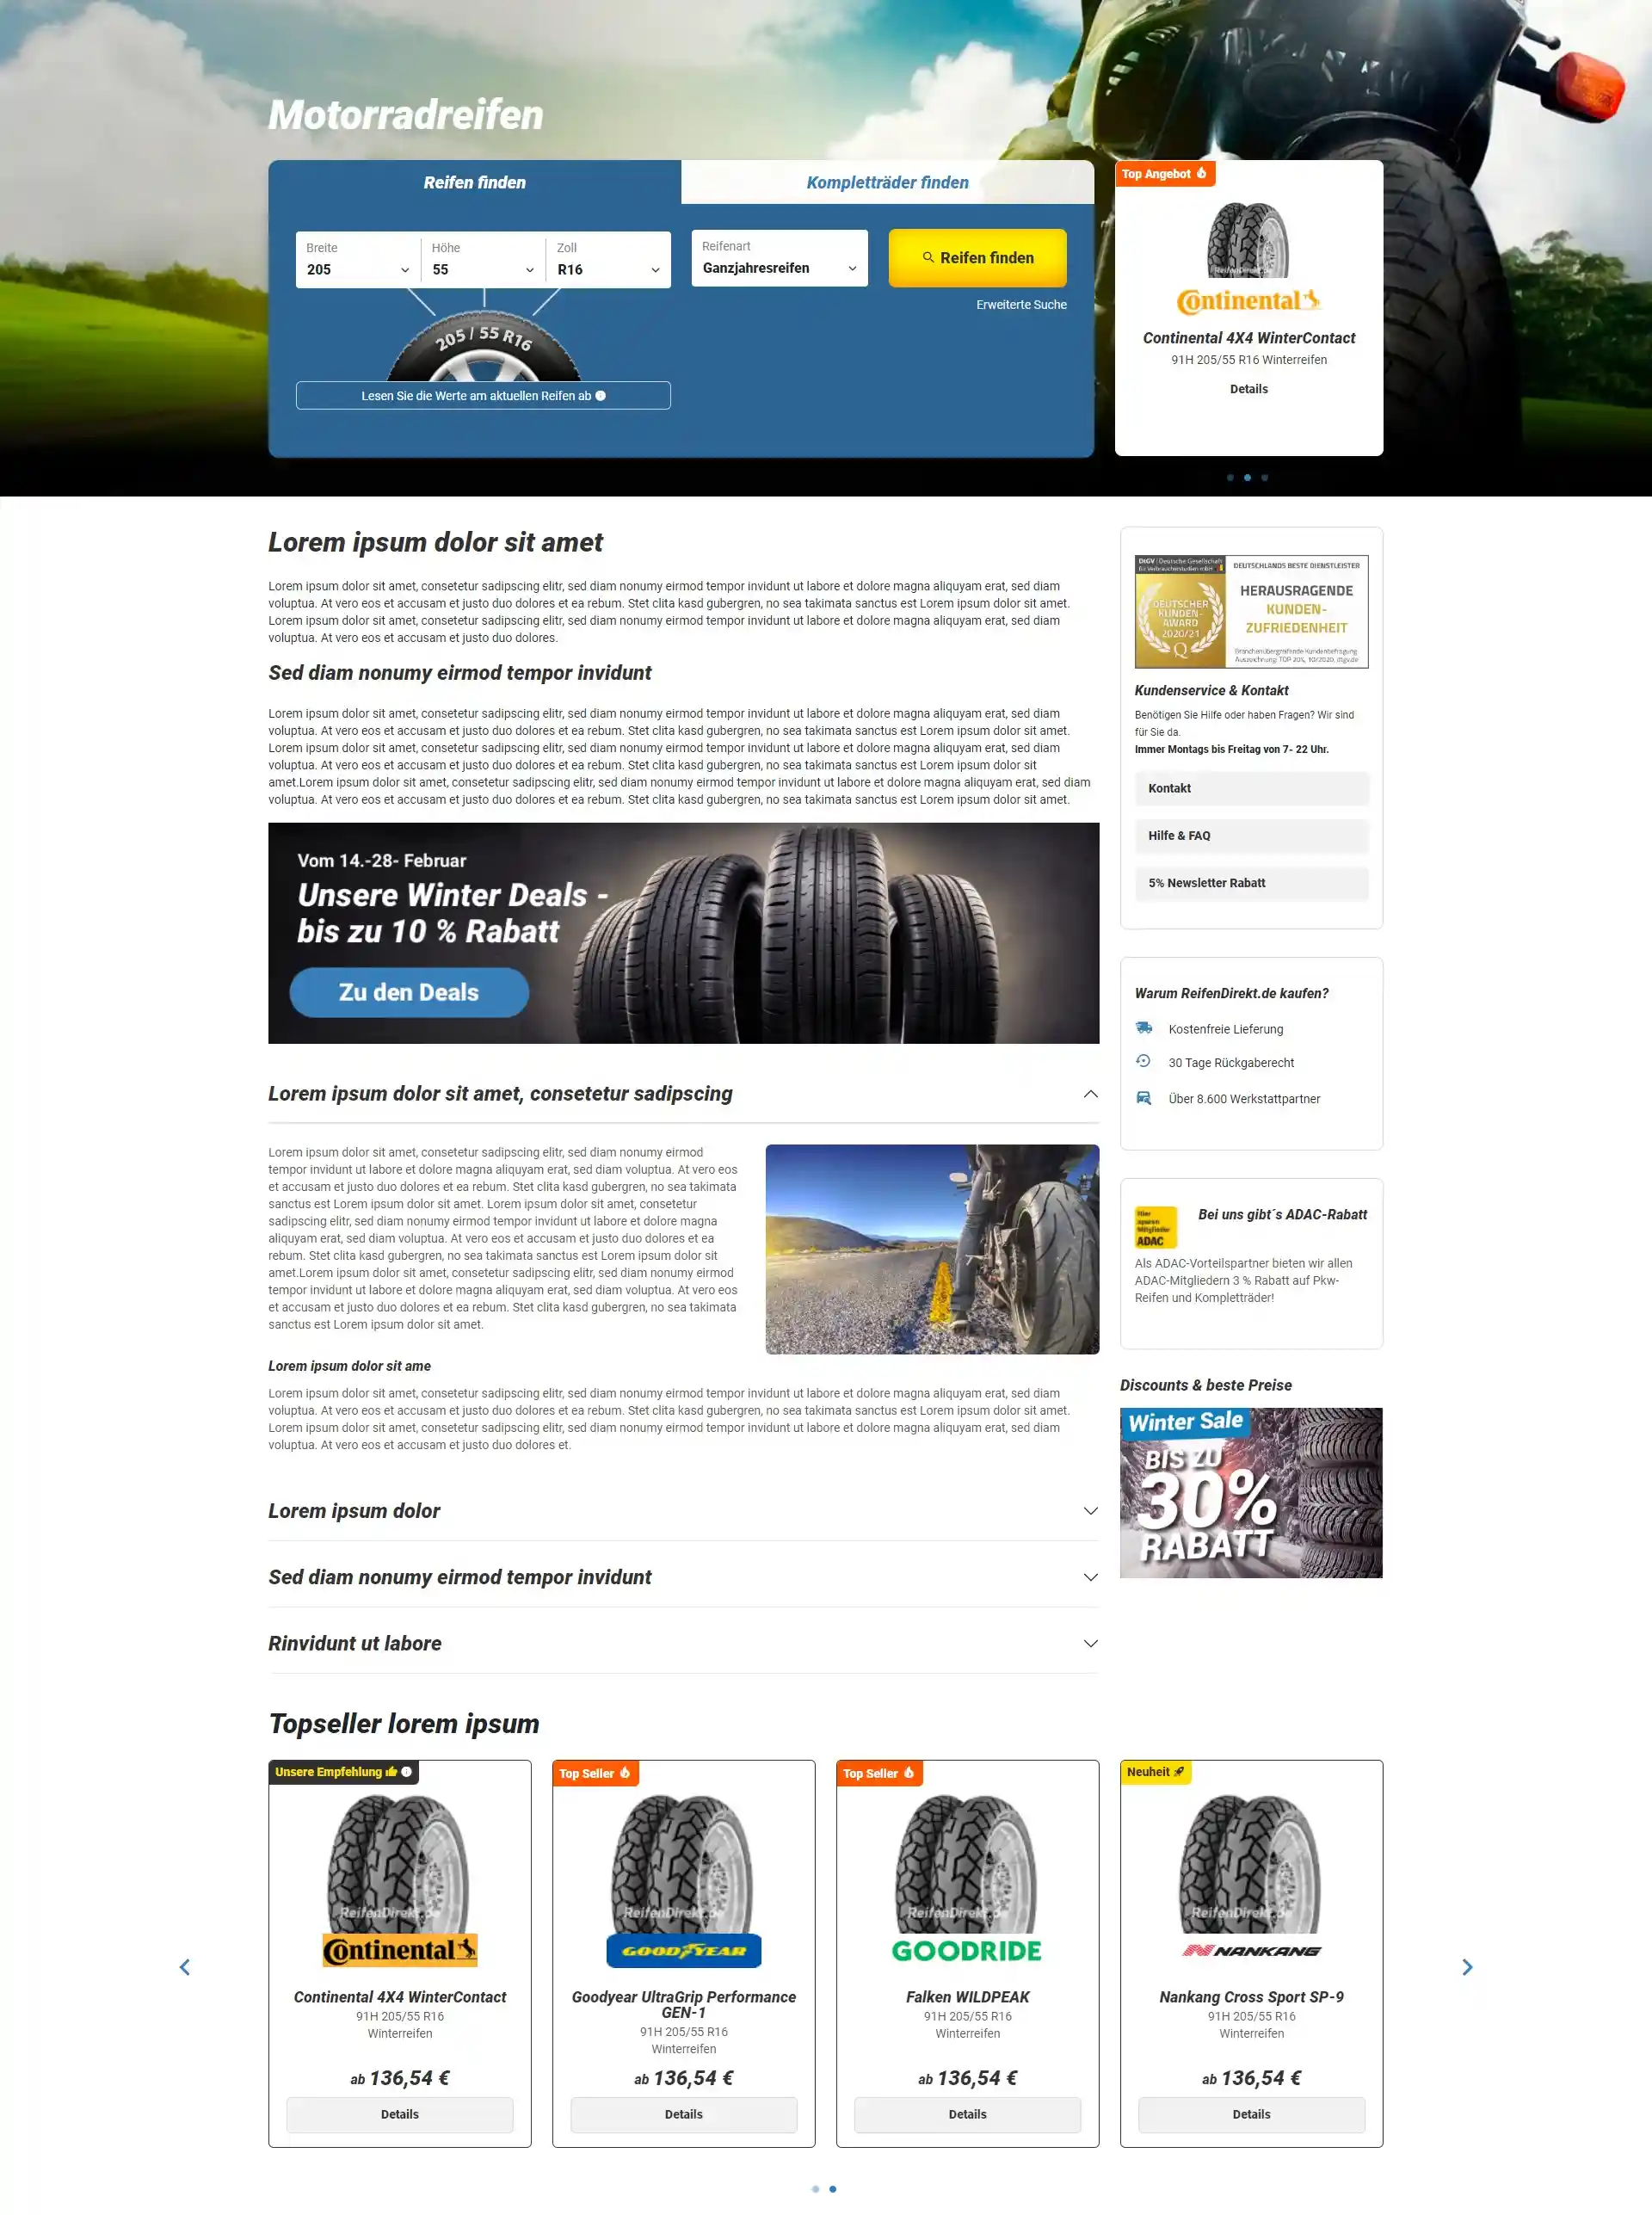 Motorradreifen
Reifen finden
Kompletträder finden
Breite
205
Höhe
55
Zoll
R16
Reifenart
Ganzjahresreifen
Reifen finden
Erweiterte Suche
205 / 55 R16
Lesen Sie die Werte am aktuellen Reifen ab
Top Angebot
ReifenDirekt.de
Continental
Continental 4X4 WinterContact
91H 205/55 R16 Winterreifen
Details
Lorem ipsum dolor sit amet
Lorem ipsum dolor sit amet, consetetur sadipscing elitr, sed diam nonumy eirmod tempor invidunt ut labore et dolore magna aliquyam erat, sed diam
voluptua. At vero eos et accusam et justo duo dolores et ea rebum. Stet clita kasd gubergren, no sea takimata sanctus est Lorem ipsum dolor sit amet.
Lorem ipsum dolor sit amet, consetetur sadipscing elitr, sed diam nonumy eirmod tempor invidunt ut labore et dolore magna aliquyam erat, sed diam
voluptua. At vero eos et accusam et justo duo dolores.
Sed diam nonumy eirmod tempor invidunt
Lorem ipsum dolor sit amet, consetetur sadipscing elitr, sed diam nonumy eirmod tempor invidunt ut labore et dolore magna aliquyam erat, sed diam
voluptua. At vero eos et accusam et justo duo dolores et ea rebum. Stet clita kasd gubergren, no sea takimata sanctus est Lorem ipsum dolor sit amet.
Lorem ipsum dolor sit amet, consetetur sadipscing elitr, sed diam nonumy eirmod tempor invidunt ut labore et dolore magna aliquyam erat, sed diam
voluptua. At vero eos et accusam et justo duo dolores et ea rebum. Stet clita kasd gubergren, no sea takimata sanctus est Lorem ipsum dolor sit
amet.Lorem ipsum dolor sit amet, consetetur sadipscing elitr, sed diam nonumy eirmod tempor invidunt ut labore et dolore magna aliquyam erat, sed diam
voluptua. At vero eos et accusam et justo duo dolores et ea rebum. Stet clita kasd gubergren, no sea takimata sanctus est Lorem ipsum dolor sit amet.
Vom 14.-28- Februar
Unsere Winter Deals -
bis zu 10 % Rabatt
Zu den Deals
Lorem ipsum dolor sit amet, consetetur sadipscing
Lorem ipsum dolor sit amet, consetetur sadipscing elitr, sed diam nonumy eirmod
tempor invidunt ut labore et dolore magna aliquyam erat, sed diam voluptua. At vero eos
et accusam et justo duo dolores et ea rebum. Stet clita kasd gubergren, no sea takimata
sanctus est Lorem ipsum dolor sit amet. Lorem ipsum dolor sit amet, consetetur
sadipscing elitr, sed diam nonumy eirmod tempor invidunt ut labore et dolore magna
aliquyam erat, sed diam voluptua. At vero eos et accusam et justo duo dolores et ea
rebum. Stet clita kasd gubergren, no sea takimata sanctus est Lorem ipsum dolor sit
amet.Lorem ipsum dolor sit amet, consetetur sadipscing elitr, sed diam nonumy eirmod
tempor invidunt ut labore et dolore magna aliquyam erat, sed diam voluptua. At vero eos
et accusam et justo duo dolores et ea rebum. Stet clita kasd gubergren, no sea takimata
sanctus est Lorem ipsum dolor sit amet.
Lorem ipsum dolor sit ame
Lorem ipsum dolor sit amet, consetetur sadipscing elitr, sed diam nonumy eirmod tempor invidunt ut labore et dolore magna aliquyam erat, sed diam
voluptua. At vero eos et accusam et justo duo dolores et ea rebum. Stet clita kasd gubergren, no sea takimata sanctus est Lorem ipsum dolor sit amet.
Lorem ipsum dolor sit amet, consetetur sadipscing elitr, sed diam nonumy eirmod tempor invidunt ut labore et dolore magna aliquyam erat, sed diam
voluptua. At vero eos et accusam et justo duo dolores et.
Lorem ipsum dolor
Sed diam nonumy eirmod tempor invidunt
Rinvidunt ut labore
DtGV | Deutsche Gesellschaft
für Verbraucherstudien mbH
DEUTSCHER
KUNDEN-
AWARD
2020/21
DEUTSCHLANDS BESTE DIENSTLEISTER
HERAUSRAGENDE
KUNDEN-
ZUFRIEDENHEIT
Branchenübergreifende Kundenbefragung
Auszeichnung: TOP 20%, 10/2020, dtgv.de
Kundenservice & Kontakt
Benötigen Sie Hilfe oder haben Fragen? Wir sind
für Sie da.
Immer Montags bis Freitag von 7- 22 Uhr.
Kontakt
Hilfe & FAQ
5% Newsletter Rabatt
Warum ReifenDirekt.de kaufen?
Kostenfreie Lieferung
30 Tage Rückgaberecht
Über 8.600 Werkstattpartner
Hier
sparen
Mitglieder
ADAC
Bei uns gibt´s ADAC-Rabatt
Als ADAC-Vorteilspartner bieten wir allen
ADAC-Mitgliedern 3 % Rabatt auf Pkw-
Reifen und Kompletträder!
Discounts & beste Preise
Winter Sale
BIS ZU
30%
RABATT
Topseller lorem ipsum
Unsere Empfehlung
ReifenDirekt.de
Continental
Continental 4X4 WinterContact
91H 205/55 R16
Winterreifen
ab 136,54 €
Details
Top Seller
ReifenDirekt.de
GOODYEAR
Goodyear UltraGrip Performance
GEN-1
91H 205/55 R16
Winterreifen
ab 136,54 €
Details
Top Seller
ReifenDirekt.de
GOODRIDE
Falken WILDPEAK
91H 205/55 R16
Winterreifen
ab 136,54 €
Details
Neuheit
ReifenDirekt.de
NANKANG
Nankang Cross Sport SP-9
91H 205/55 R16
Winterreifen
ab 136,54 €
Details